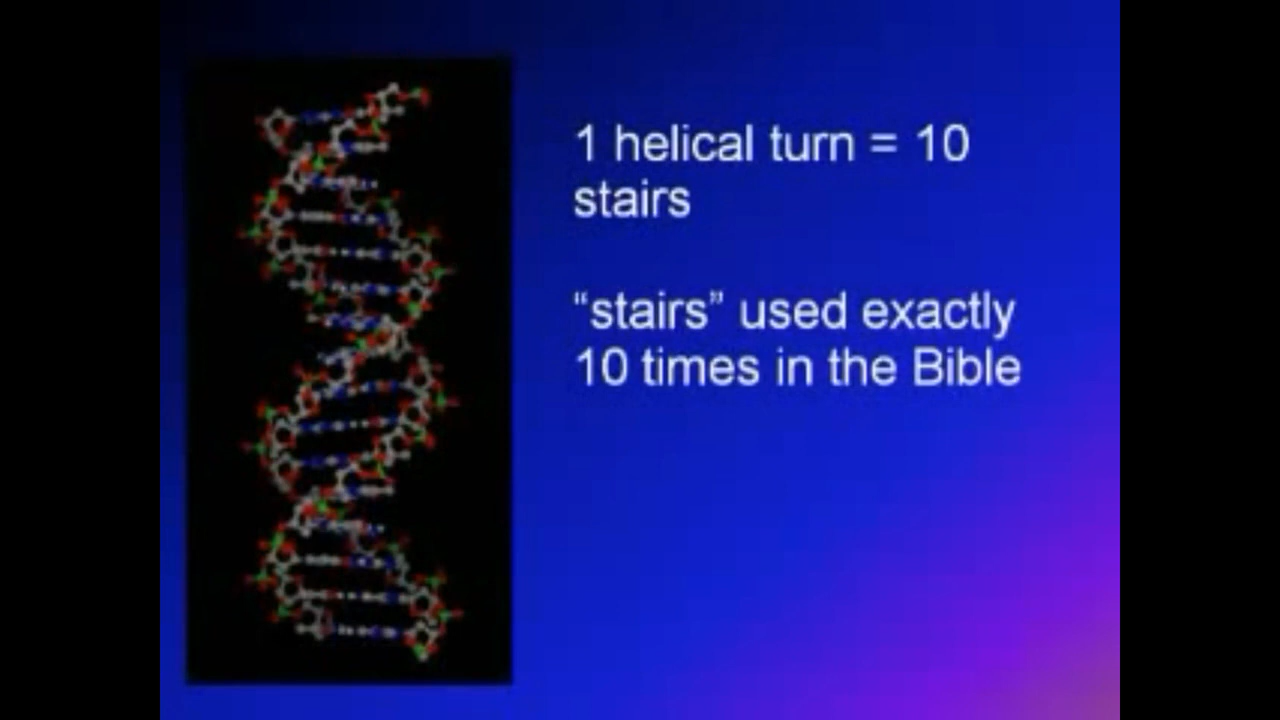 1 helical turn = 10
stairs
“stairs” used exactly
10 times in the Bible